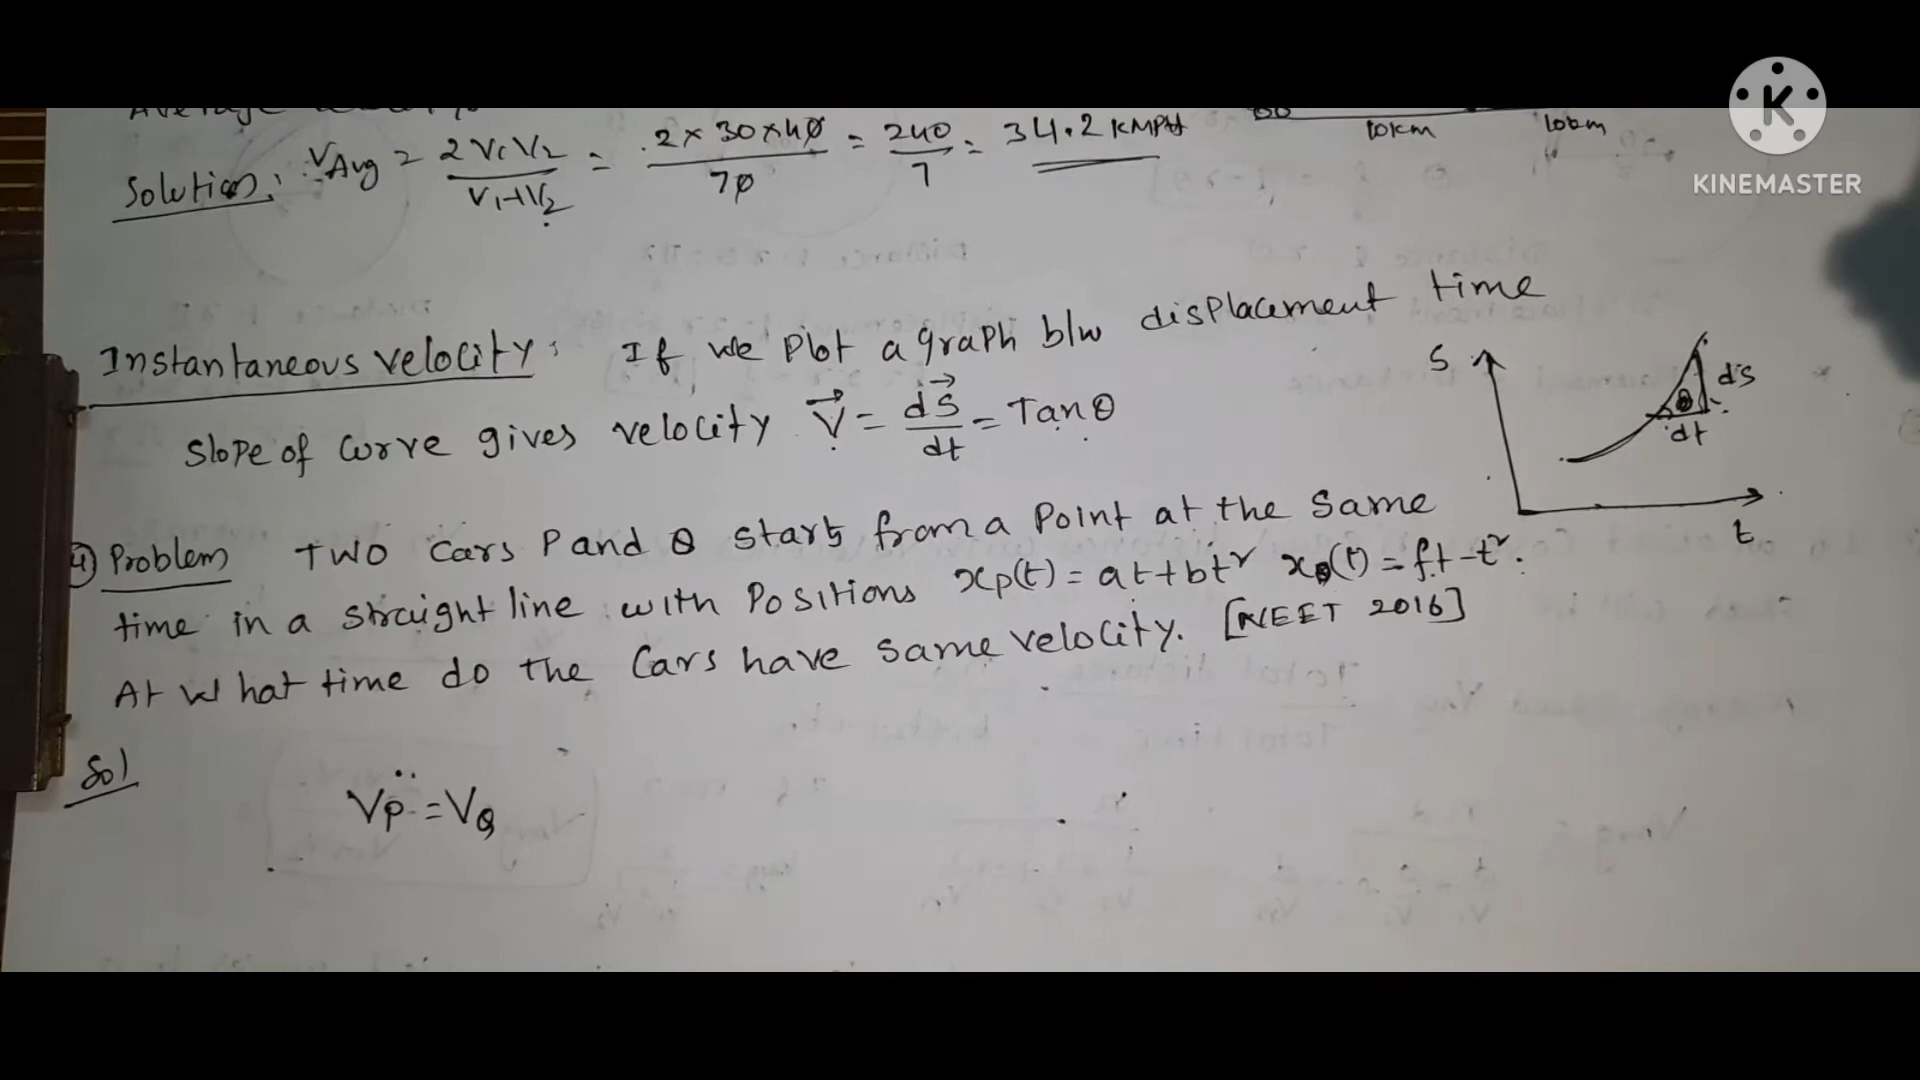 Average
Solution: VAvg = 2V1V2/V1+V2 = 2×30×40/70 = 240/7 = 34.2 KMPH
10km 100m
K
KINEMASTER
Instantaneous velocity: If we Plot a graph b/w displacement time
Slope of Corve gives velocity V⃗ = ds⃗/dt = Tanθ
S
ds
θ
dt
t
4) Problem Two Cars P and Q starts from a Point at the Same
time in a straight line with Positions xP(t) = at+bt² xQ(t) = ft-t².
At what time do the Cars have same velocity. [NEET 2016]
Sol
VP = VQ